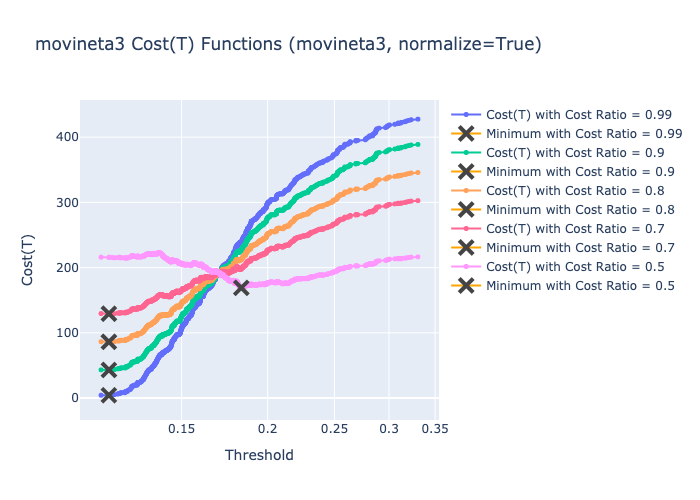 movineta3 Cost(T) Functions (movineta3, normalize=True)
Cost(T) with Cost Ratio = 0.99
Minimum with Cost Ratio = 0.99
Cost(T) with Cost Ratio = 0.9
Minimum with Cost Ratio = 0.9
Cost(T) with Cost Ratio = 0.8
Minimum with Cost Ratio = 0.8
Cost(T) with Cost Ratio = 0.7
Minimum with Cost Ratio = 0.7
Cost(T) with Cost Ratio = 0.5
Minimum with Cost Ratio = 0.5
Cost(T)
400
300
200
100
0
0.15 0.2 0.25 0.3 0.35
Threshold